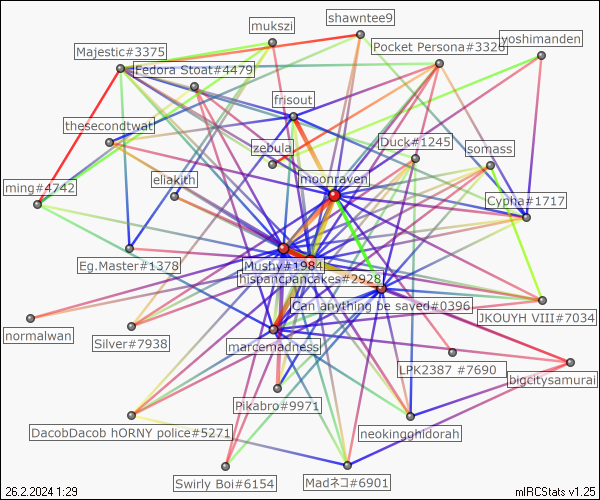 shawntee9
mukszi
yoshimanden
Pocket Persona#3326
Majestic#3375
Fedora Stoat#4479
frisout
thesecondtwat
Duck#1245
zebula
somass
moonraven
eliakith
ming#4742
Cypha#1717
Mushy#1984
Eg.Master#1378
hispancpancakes#2928
Can anything be saved#0396
JKOUYH VIII#7034
normalwan
Silver#7938
marcemadness
LPK2387 #7690
bigcitysamurai
Pikabro#9971
DacobDacob hORNY police#5271
neokingghidorah
Swirly Boi#6154
Madネコ#6901
26.2.2024 1:29
mIRCStats v1.25